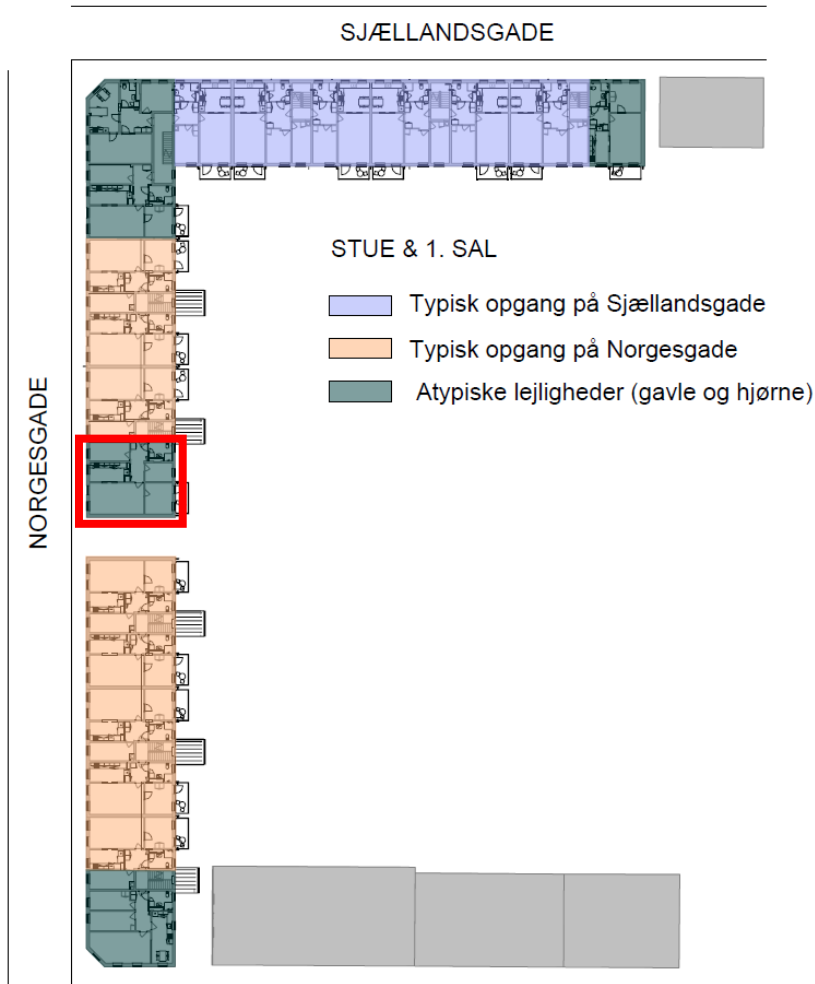 SJÆLLANDSGADE
STUE & 1. SAL
Typisk opgang på Sjællandsgade
Typisk opgang på Norgesgade
Atypiske lejligheder (gavle og hjørne)
NORGESGADE